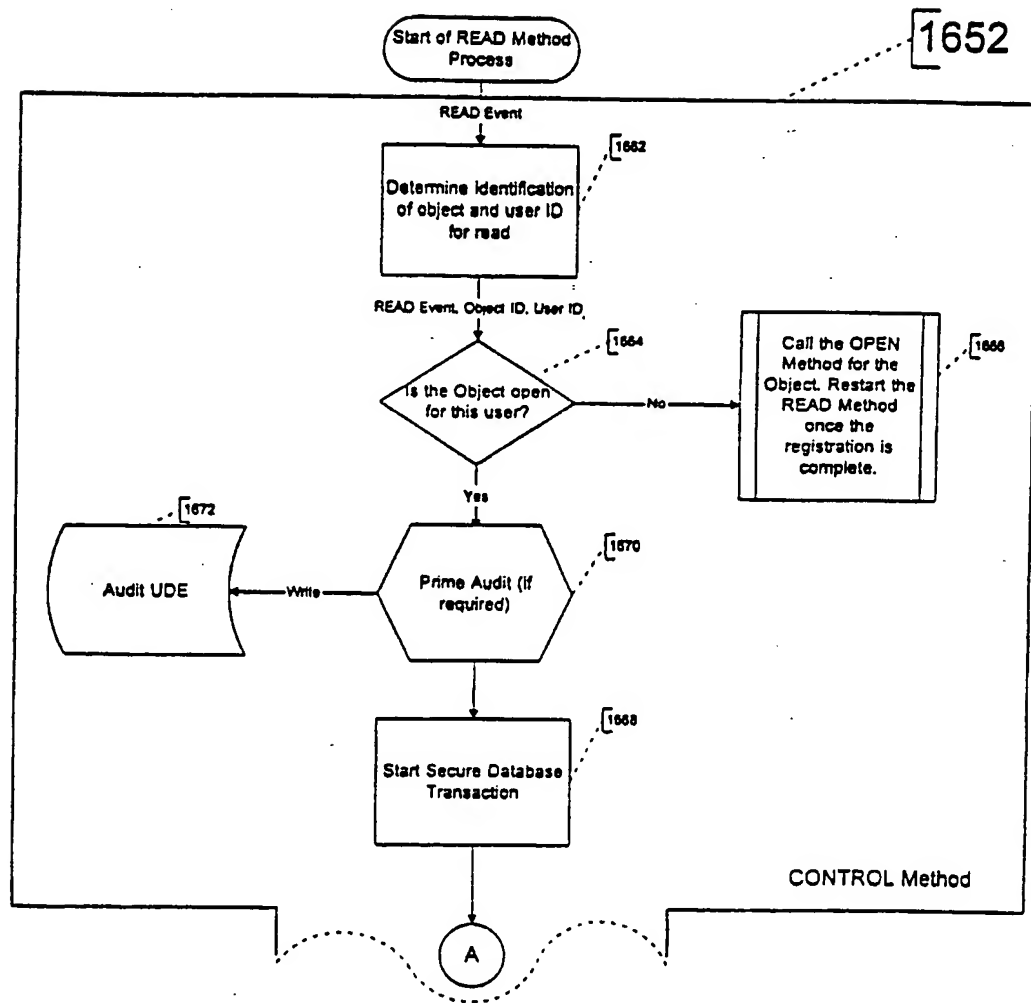 Start of READ Method
Process
1652
READ Event
1662
Determine Identification
of object and user ID
for read
READ Event, Object ID, User ID
1664
Is the Object open
for this user?
No
Call the OPEN
Method for the
Object. Restart the
READ Method
once the
registration is
complete.
1666
Yes
1672
Audit UDE
Write
Prime Audit (if
required)
1670
1668
Start Secure Database
Transaction
CONTROL Method
A